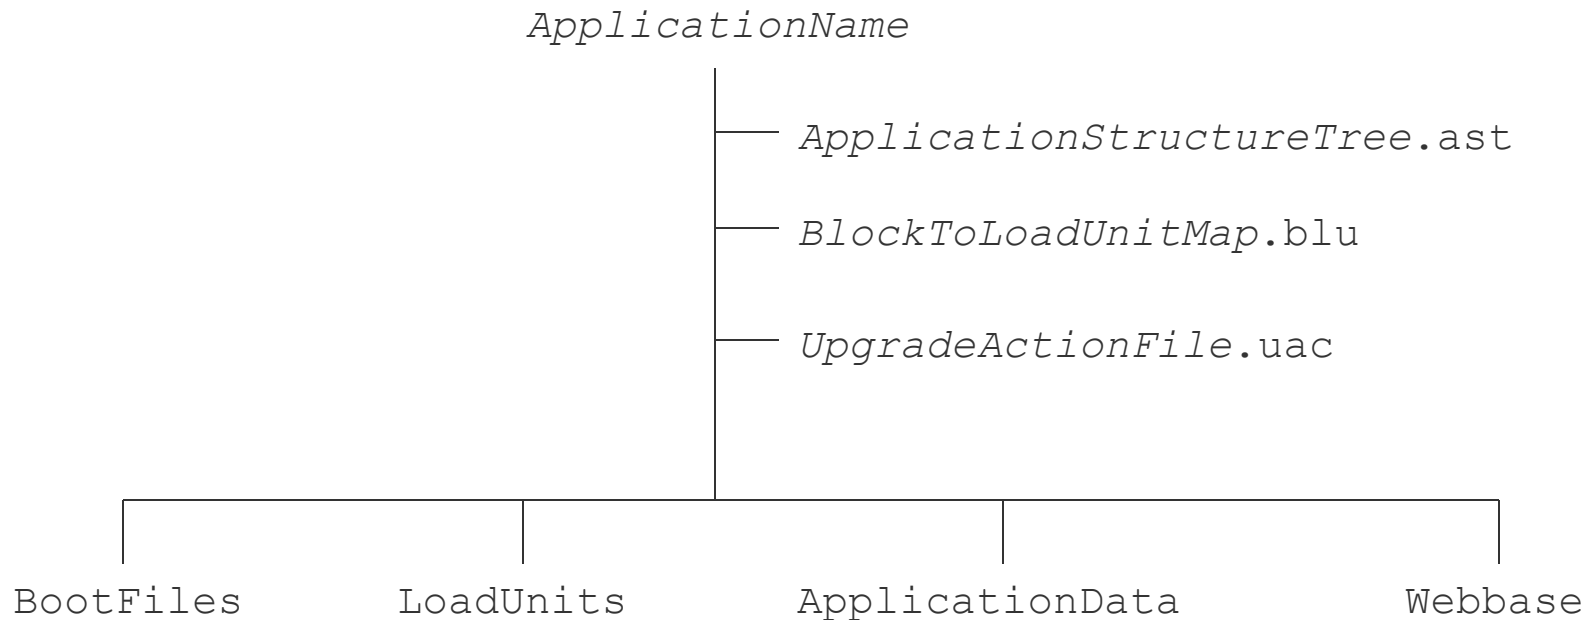 ApplicationName
ApplicationStructureTree.ast
BlockToLoadUnitMap.blu
UpgradeActionFile.uac
BootFiles LoadUnits ApplicationData Webbase